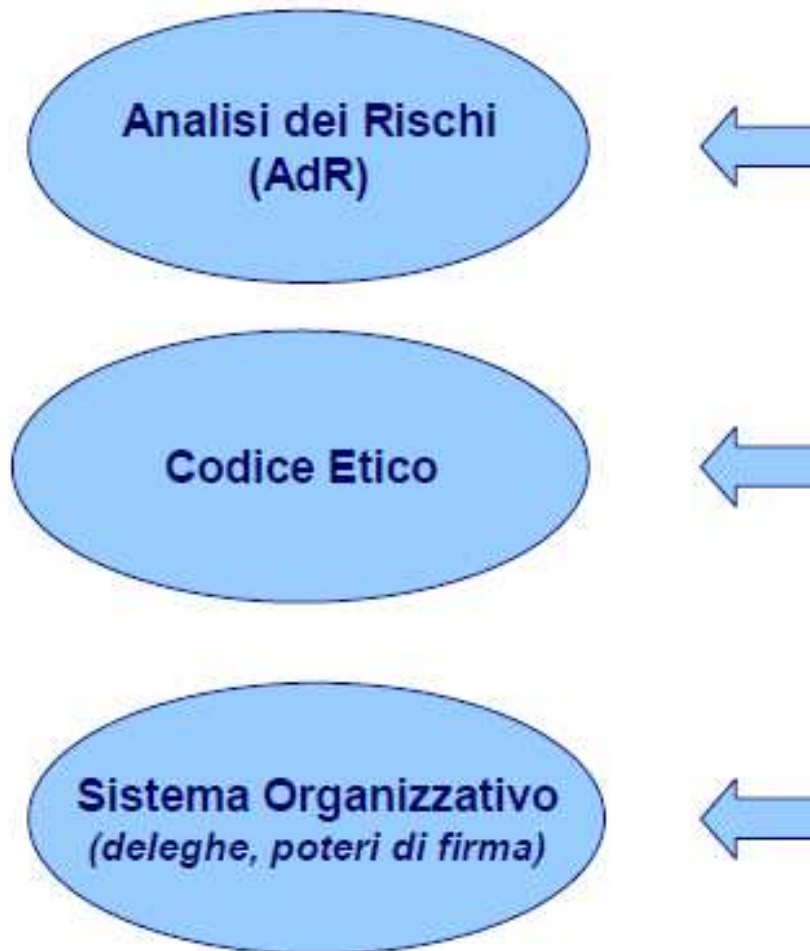 Analisi dei Rischi
(AdR)
Codice Etico
Sistema Organizzativo
(deleghe, poteri di firma)